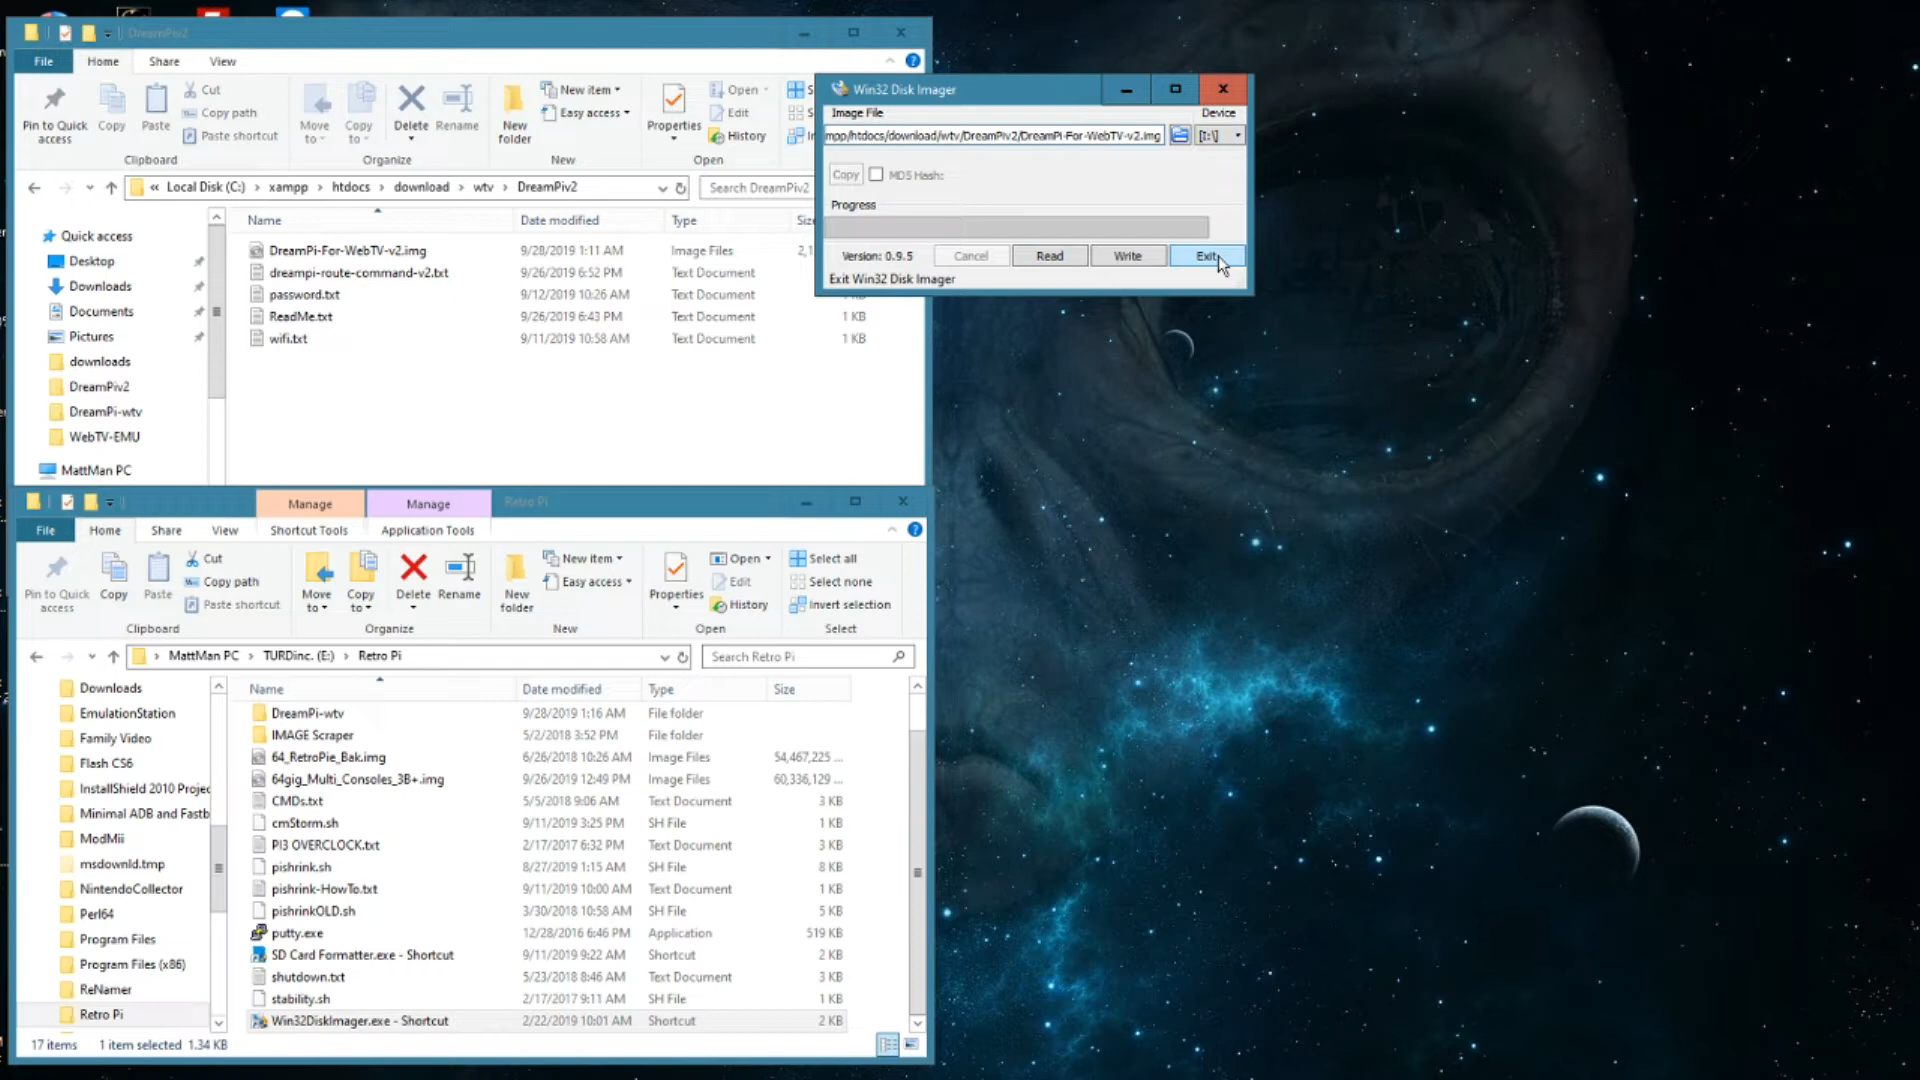 DreamPiv2
File Home Share View
Pin to Quick access
Copy
Paste
Cut
Copy path
Paste shortcut
Clipboard
Move to
Copy to
Delete
Rename
Organize
New folder
New item
Easy access
New
Properties
Open
Edit
History
Open
« Local Disk (C:) › xampp › htdocs › download › wtv › DreamPiv2
Search DreamPiv2
Quick access
Desktop
Downloads
Documents
Pictures
downloads
DreamPiv2
DreamPi-wtv
WebTV-EMU
MattMan PC
Name Date modified Type
DreamPi-For-WebTV-v2.img 9/28/2019 1:11 AM Image Files
dreampi-route-command-v2.txt 9/26/2019 6:52 PM Text Document
password.txt 9/12/2019 10:26 AM Text Document
ReadMe.txt 9/26/2019 6:43 PM Text Document 1 KB
wifi.txt 9/11/2019 10:58 AM Text Document 1 KB
Win32 Disk Imager
Image File
Device
mpp/htdocs/download/wtv/DreamPiv2/DreamPi-For-WebTV-v2.img
[I:\]
Copy
MD5 Hash:
Progress
Version: 0.9.5
Cancel
Read
Write
Exit
Exit Win32 Disk Imager
Manage Manage Retro Pi
File Home Share View Shortcut Tools Application Tools
Pin to Quick access
Copy
Paste
Cut
Copy path
Paste shortcut
Clipboard
Move to
Copy to
Delete
Rename
Organize
New folder
New item
Easy access
New
Properties
Open
Edit
History
Open
Select all
Select none
Invert selection
Select
› MattMan PC › TURDinc. (E:) › Retro Pi
Search Retro Pi
Downloads
EmulationStation
Family Video
Flash CS6
InstallShield 2010 Projec
Minimal ADB and Fastb
ModMii
msdownld.tmp
NintendoCollector
Perl64
Program Files
Program Files (x86)
ReNamer
Retro Pi
Name Date modified Type Size
DreamPi-wtv 9/28/2019 1:16 AM File folder
IMAGE Scraper 5/2/2018 3:52 PM File folder
64_RetroPie_Bak.img 6/26/2018 10:26 AM Image Files 54,467,225 ...
64gig_Multi_Consoles_3B+.img 9/26/2019 12:49 PM Image Files 60,336,129 ...
CMDs.txt 5/5/2018 9:06 AM Text Document 3 KB
cmStorm.sh 9/11/2019 3:25 PM SH File 1 KB
PI3 OVERCLOCK.txt 2/17/2017 6:32 PM Text Document 3 KB
pishrink.sh 8/27/2019 1:15 AM SH File 8 KB
pishrink-HowTo.txt 9/11/2019 10:00 AM Text Document 1 KB
pishrinkOLD.sh 3/30/2018 10:58 AM SH File 5 KB
putty.exe 12/28/2016 6:46 PM Application 519 KB
SD Card Formatter.exe - Shortcut 9/11/2019 9:22 AM Shortcut 2 KB
shutdown.txt 5/23/2018 8:46 AM Text Document 3 KB
stability.sh 2/17/2017 9:11 AM SH File 1 KB
Win32DiskImager.exe - Shortcut 2/22/2019 10:01 AM Shortcut 2 KB
17 items 1 item selected 1.34 KB